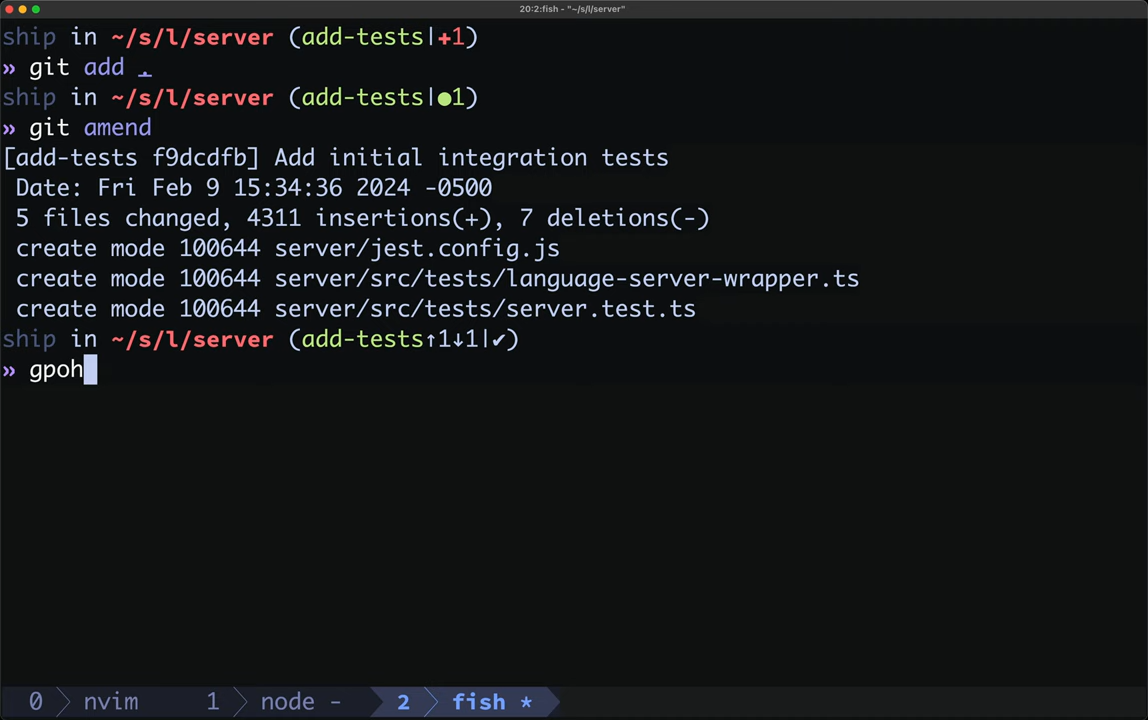 20:2:fish - "~/s/l/server"
ship in ~/s/l/server (add-tests|✚1)
» git add .
ship in ~/s/l/server (add-tests|●1)
» git amend
[add-tests f9dcdfb] Add initial integration tests
Date: Fri Feb 9 15:34:36 2024 -0500
5 files changed, 4311 insertions(+), 7 deletions(-)
create mode 100644 server/jest.config.js
create mode 100644 server/src/tests/language-server-wrapper.ts
create mode 100644 server/src/tests/server.test.ts
ship in ~/s/l/server (add-tests↑1↓1|✔)
» gpoh
0 nvim 1 node - 2 fish *